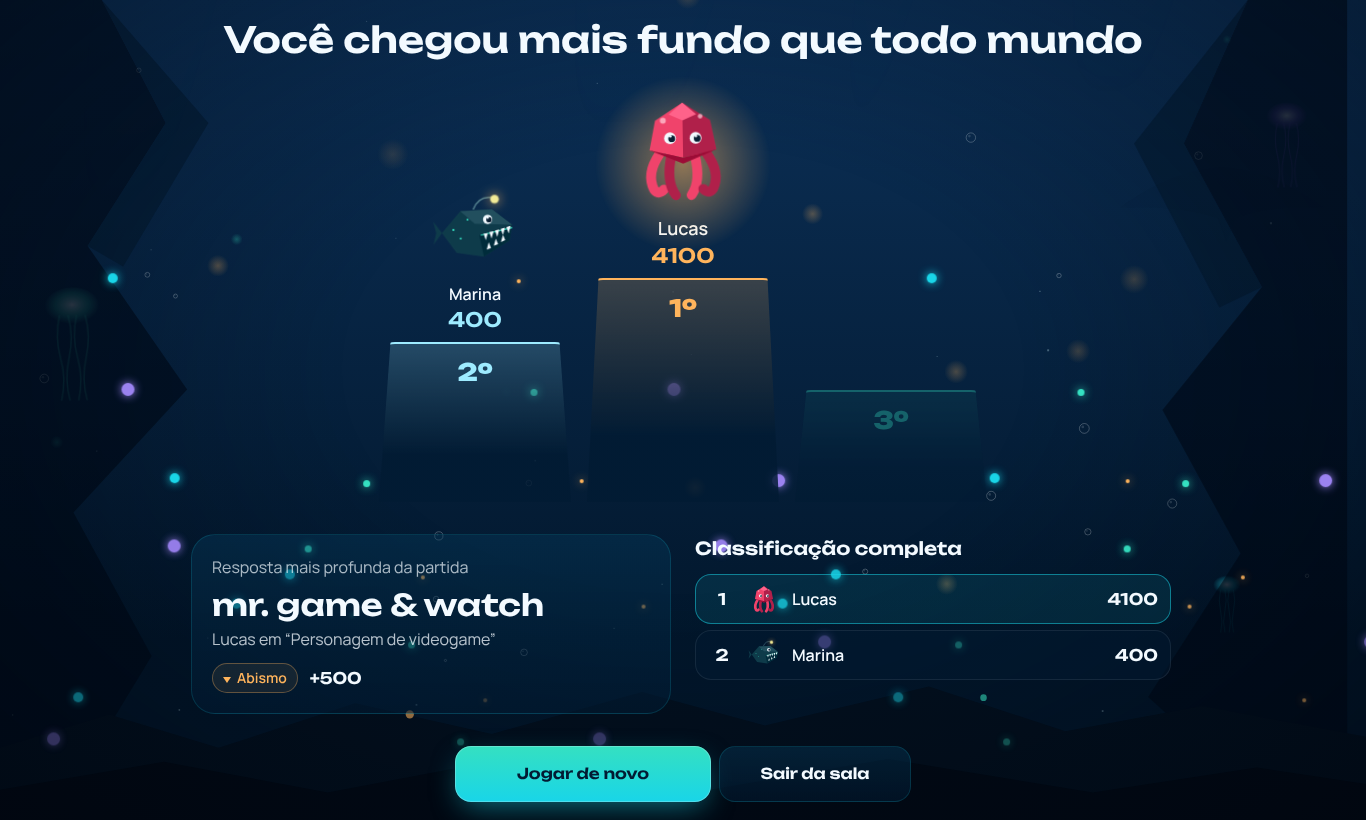 Você chegou mais fundo que todo mundo
Lucas
4100
1º
Marina
400
2º
3º
Resposta mais profunda da partida
mr. game & watch
Lucas em “Personagem de videogame”
Abismo +500
Classificação completa
1 Lucas 4100
2 Marina 400
Jogar de novo
Sair da sala